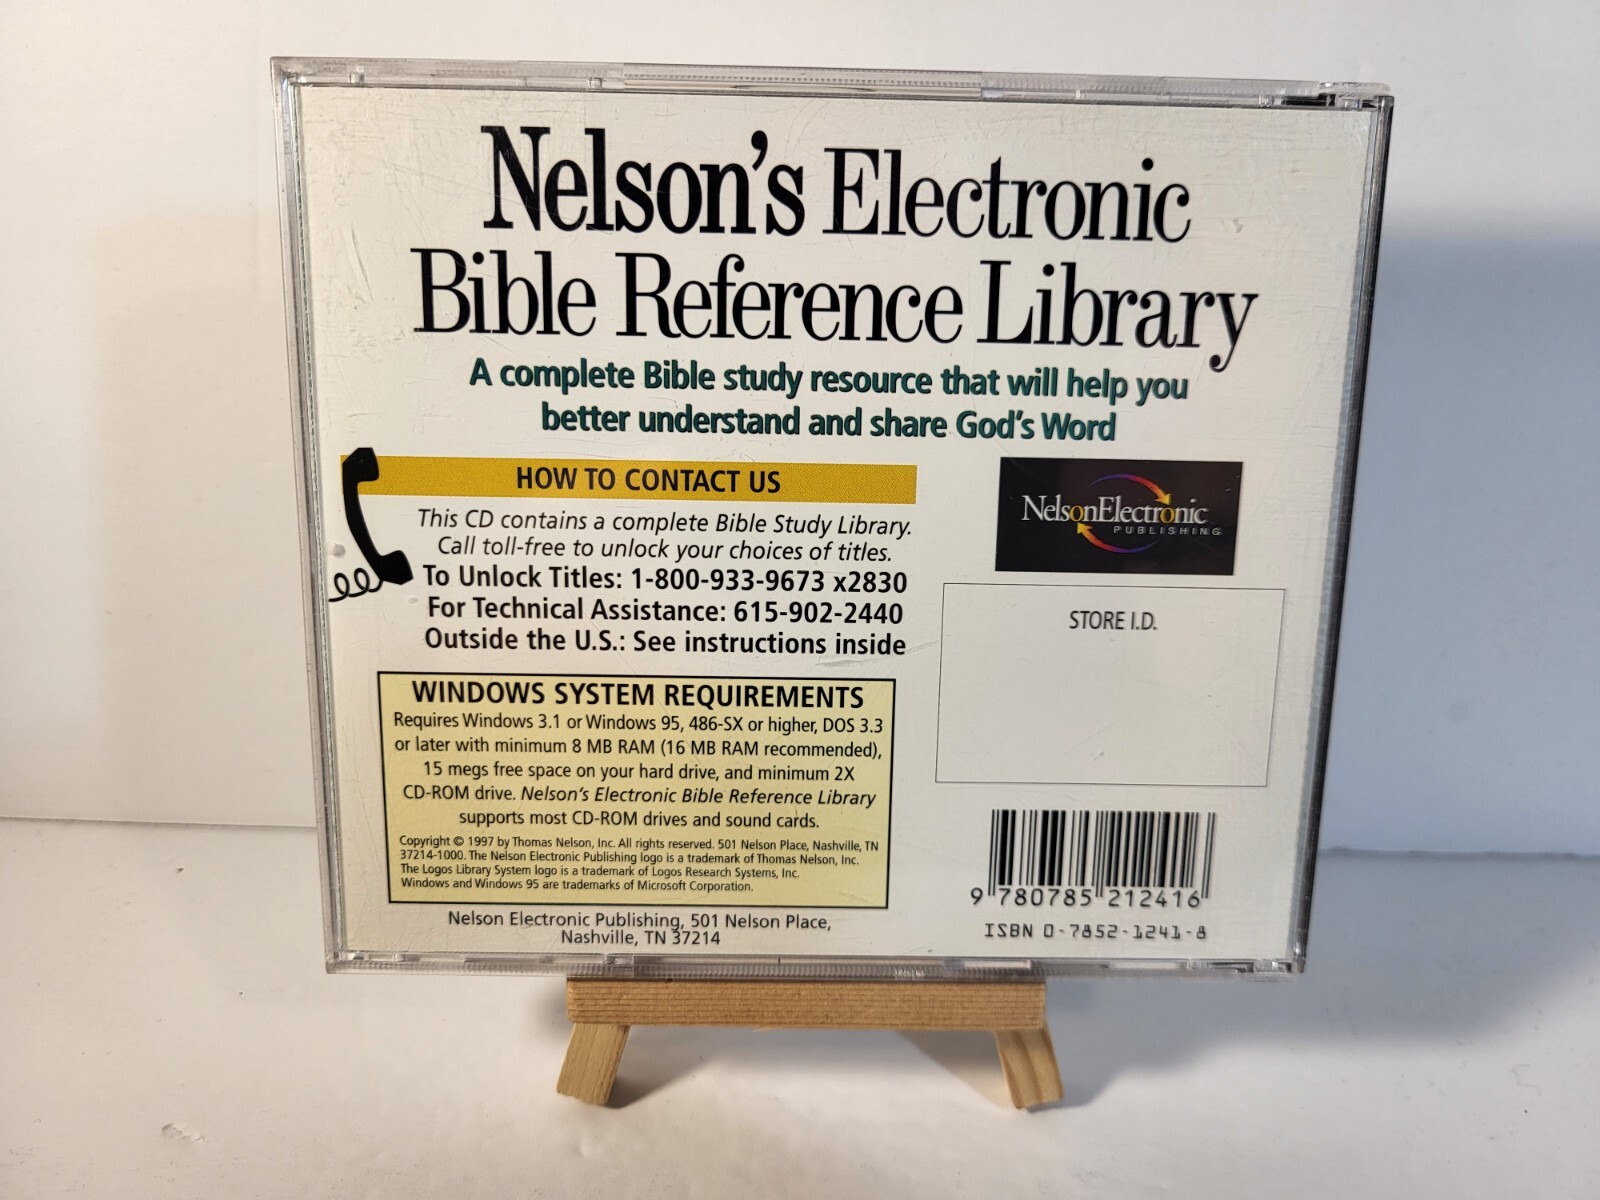 Nelson's Electronic
Bible Reference Library
A complete Bible study resource that will help you
better understand and share God's Word
HOW TO CONTACT US
This CD contains a complete Bible Study Library.
Call toll-free to unlock your choices of titles.
To Unlock Titles: 1-800-933-9673 x2830
For Technical Assistance: 615-902-2440
Outside the U.S.: See instructions inside
NelsonElectronic
PUBLISHING
STORE I.D.
WINDOWS SYSTEM REQUIREMENTS
Requires Windows 3.1 or Windows 95, 486-SX or higher, DOS 3.3
or later with minimum 8 MB RAM (16 MB RAM recommended),
15 megs free space on your hard drive, and minimum 2X
CD-ROM drive. Nelson's Electronic Bible Reference Library
supports most CD-ROM drives and sound cards.
Copyright © 1997 by Thomas Nelson, Inc. All rights reserved. 501 Nelson Place, Nashville, TN
37214-1000. The Nelson Electronic Publishing logo is a trademark of Thomas Nelson, Inc.
The Logos Library System logo is a trademark of Logos Research Systems, Inc.
Windows and Windows 95 are trademarks of Microsoft Corporation.
Nelson Electronic Publishing, 501 Nelson Place,
Nashville, TN 37214
9 780785 212416
ISBN 0-7852-1241-8